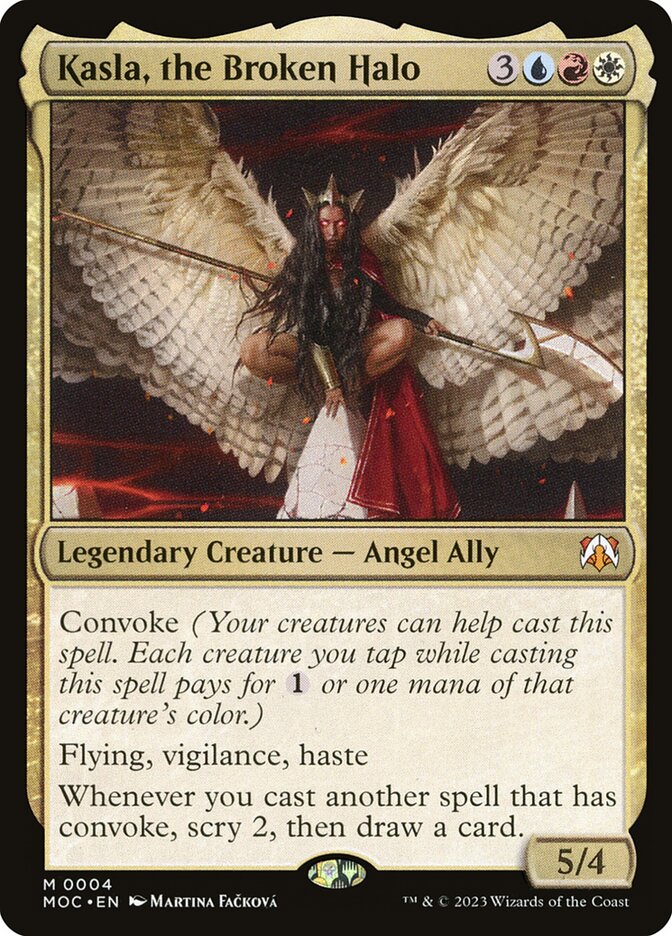 Kasla, the Broken Halo 3
Legendary Creature — Angel Ally
Convoke (Your creatures can help cast this
spell. Each creature you tap while casting
this spell pays for 1 or one mana of that
creature's color.)
Flying, vigilance, haste
Whenever you cast another spell that has
convoke, scry 2, then draw a card.
5/4
M 0004
MOC • EN Martina Fačková ™ & © 2023 Wizards of the Coast